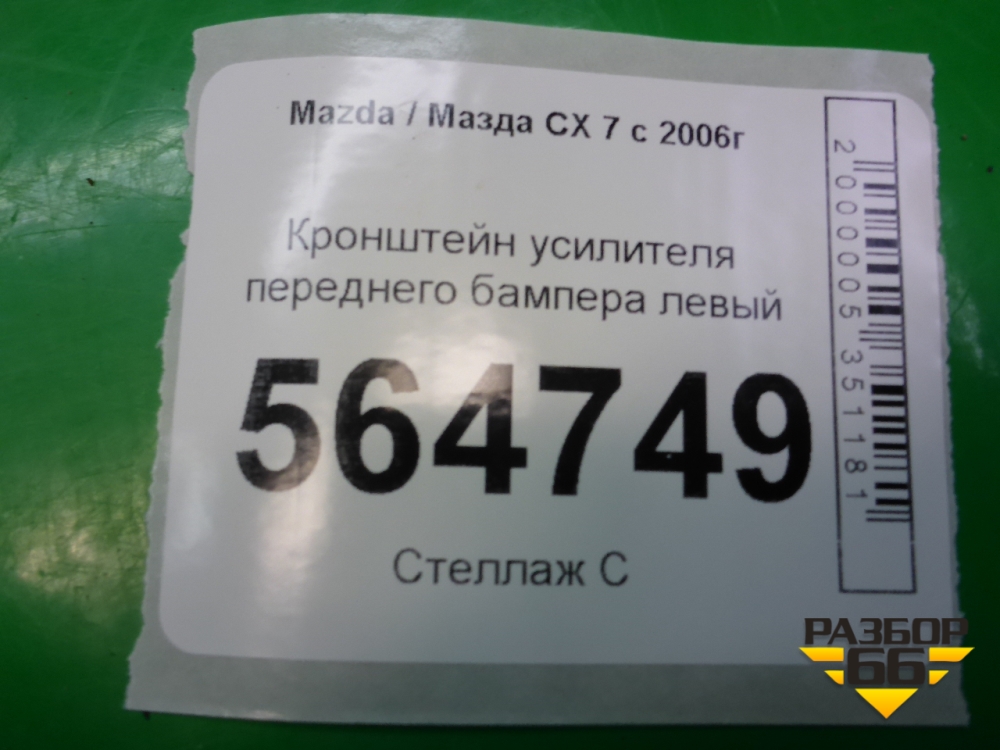 Mazda / Мазда CX 7 с 2006г
Кронштейн усилителя
переднего бампера левый
564749
Стеллаж С
2000005351181
РАЗБОР
66